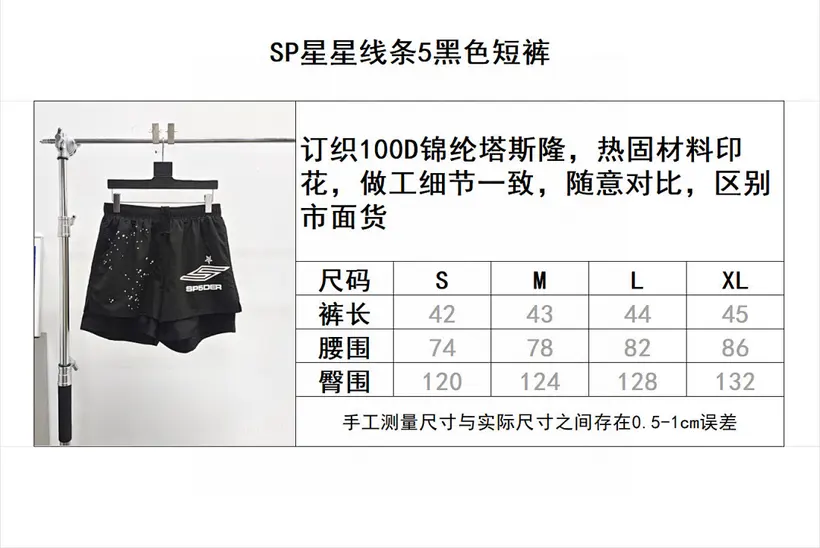 SP星星线条5黑色短裤
订织100D锦纶塔斯隆，热固材料印
花，做工细节一致，随意对比，区别
市面货
SP5DER
尺码 S M L XL
裤长 42 43 44 45
腰围 74 78 82 86
臀围 120 124 128 132
手工测量尺寸与实际尺寸之间存在0.5-1cm误差